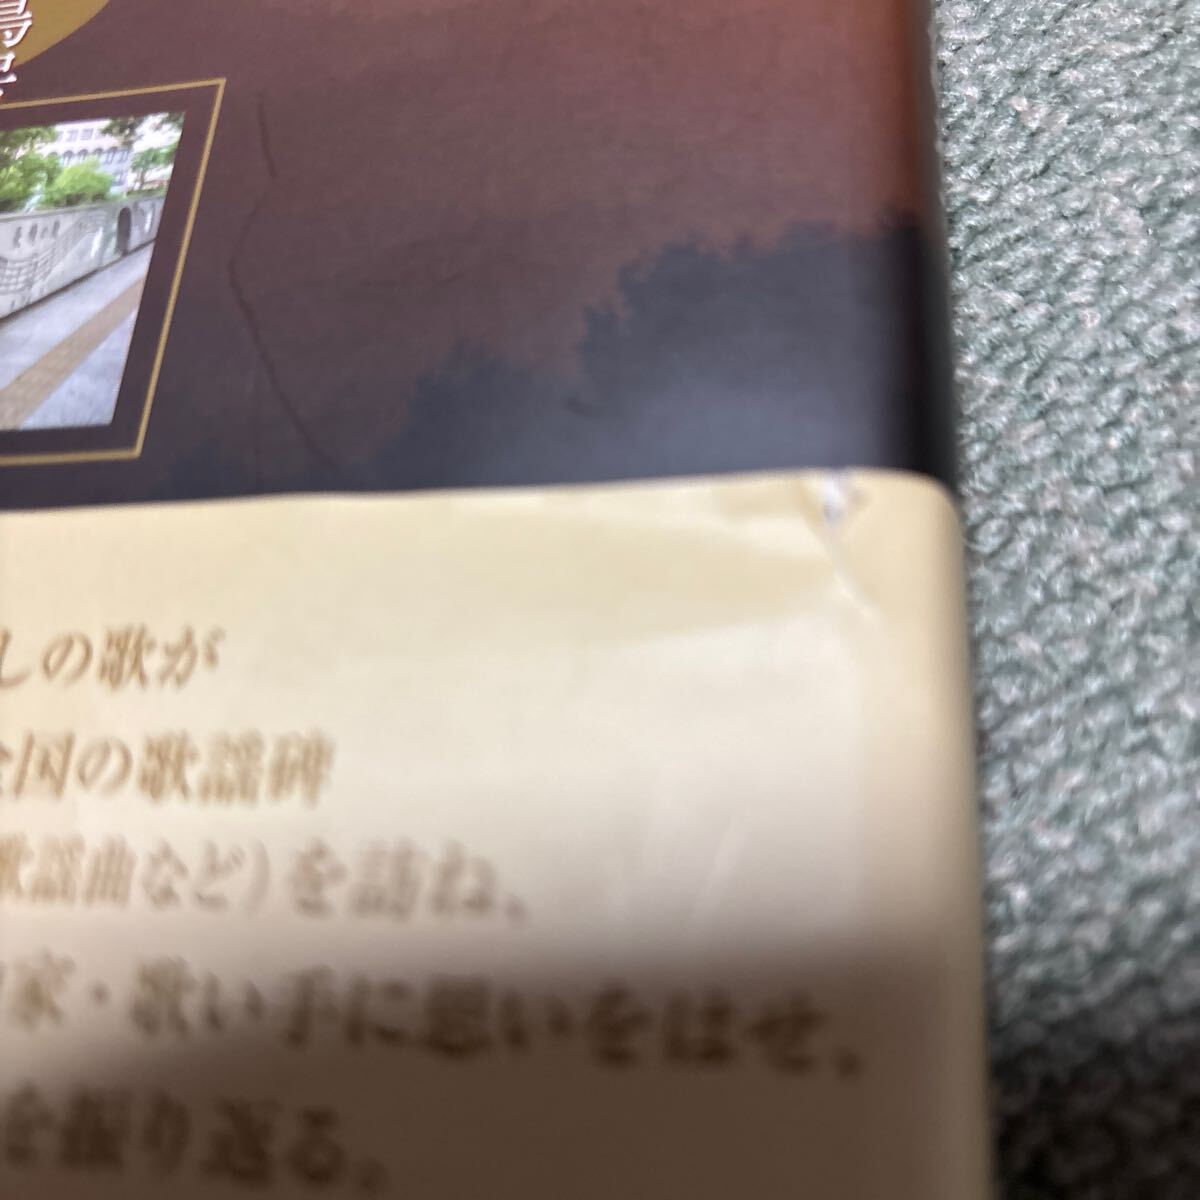 しの歌が
全国の歌謡碑
歌謡曲など)を訪ね、
家・歌い手に思いをはせ、
を振り返る。